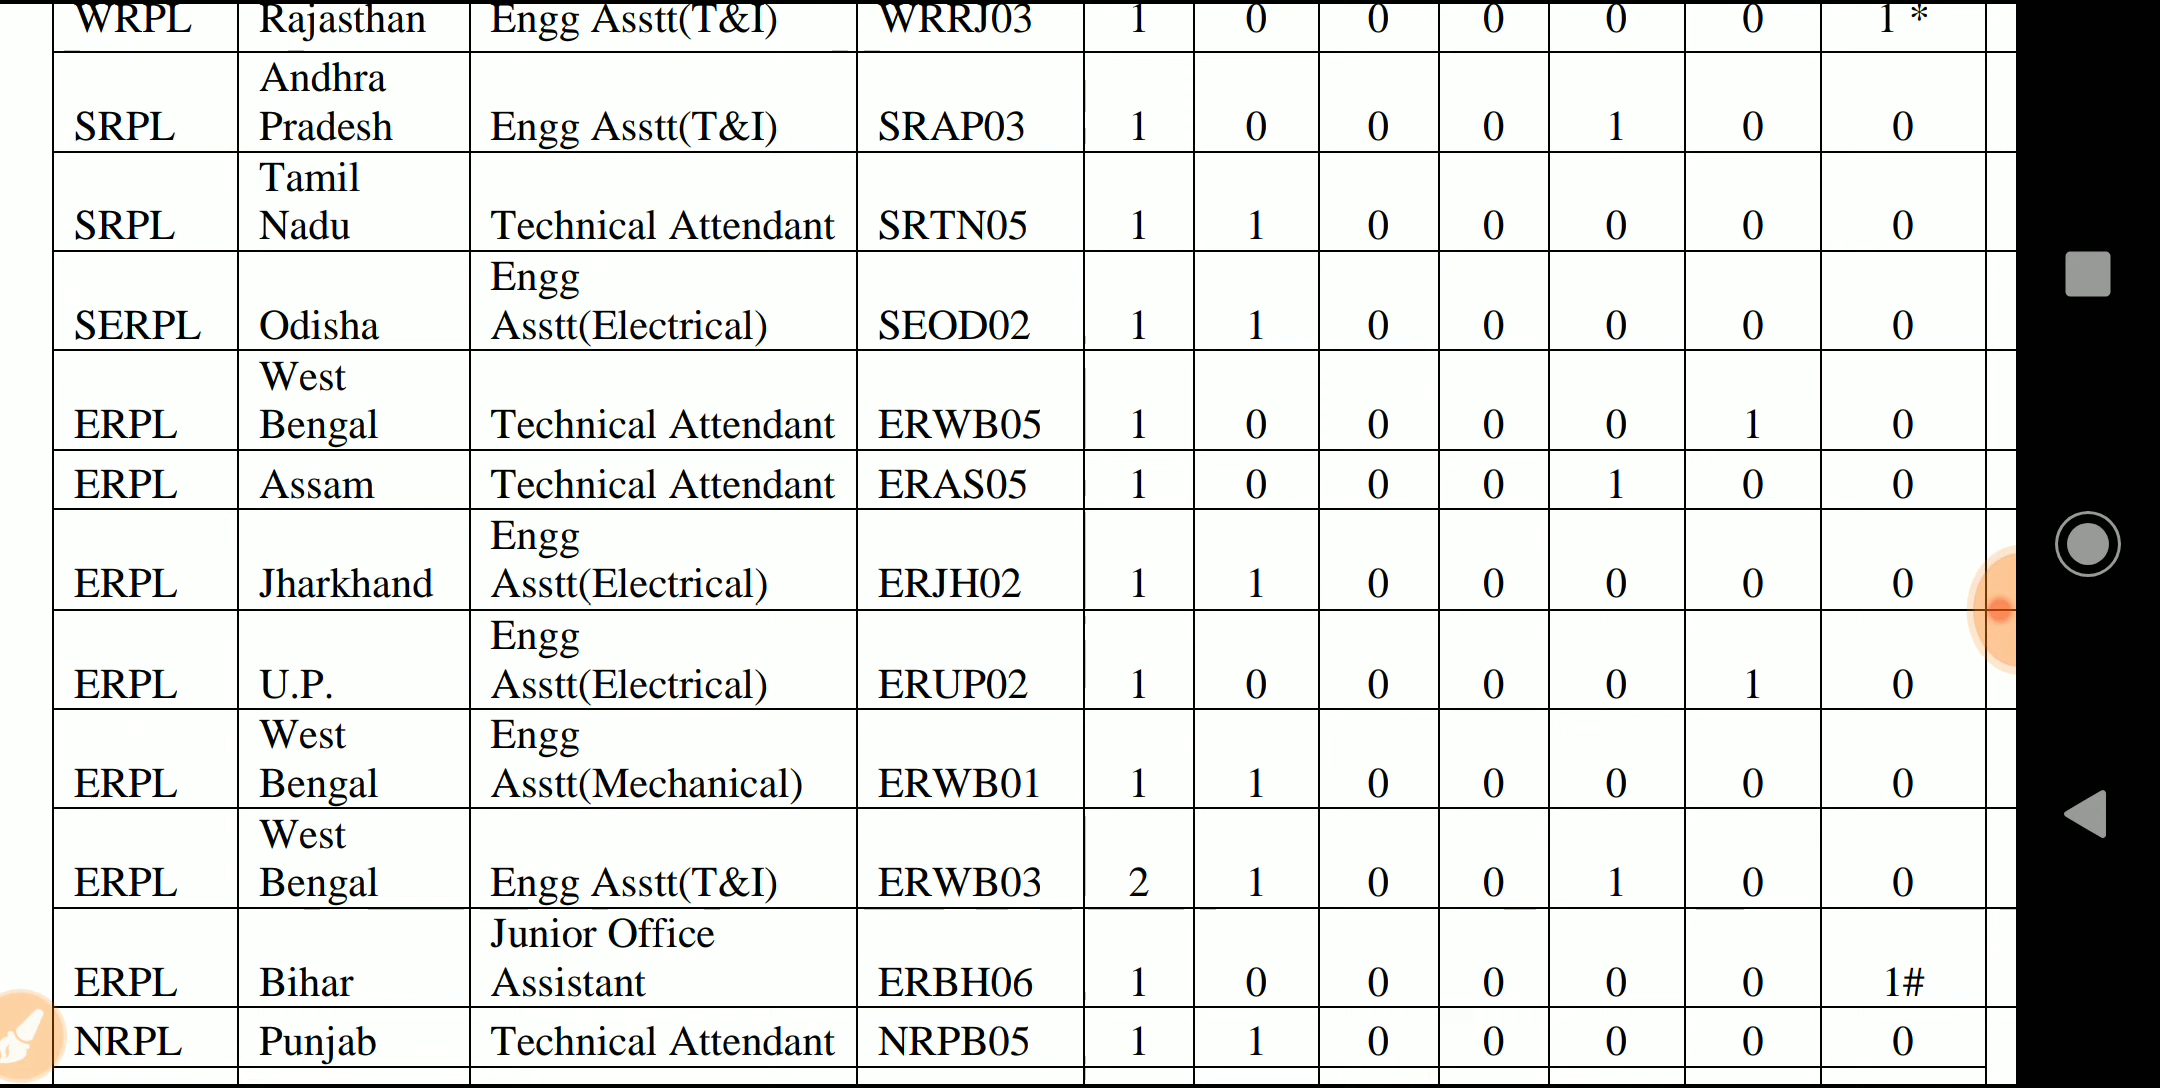 WRPL Rajasthan Engg Asstt(T&I) WRRJ03 1 0 0 0 0 0 1 *
Andhra
SRPL Pradesh Engg Asstt(T&I) SRAP03 1 0 0 0 1 0 0
Tamil
SRPL Nadu Technical Attendant SRTN05 1 1 0 0 0 0 0
Engg
SERPL Odisha Asstt(Electrical) SEOD02 1 1 0 0 0 0 0
West
ERPL Bengal Technical Attendant ERWB05 1 0 0 0 0 1 0
ERPL Assam Technical Attendant ERAS05 1 0 0 0 1 0 0
Engg
ERPL Jharkhand Asstt(Electrical) ERJH02 1 1 0 0 0 0 0
Engg
ERPL U.P. Asstt(Electrical) ERUP02 1 0 0 0 0 1 0
West Engg
ERPL Bengal Asstt(Mechanical) ERWB01 1 1 0 0 0 0 0
West
ERPL Bengal Engg Asstt(T&I) ERWB03 2 1 0 0 1 0 0
Junior Office
ERPL Bihar Assistant ERBH06 1 0 0 0 0 0 1#
NRPL Punjab Technical Attendant NRPB05 1 1 0 0 0 0 0